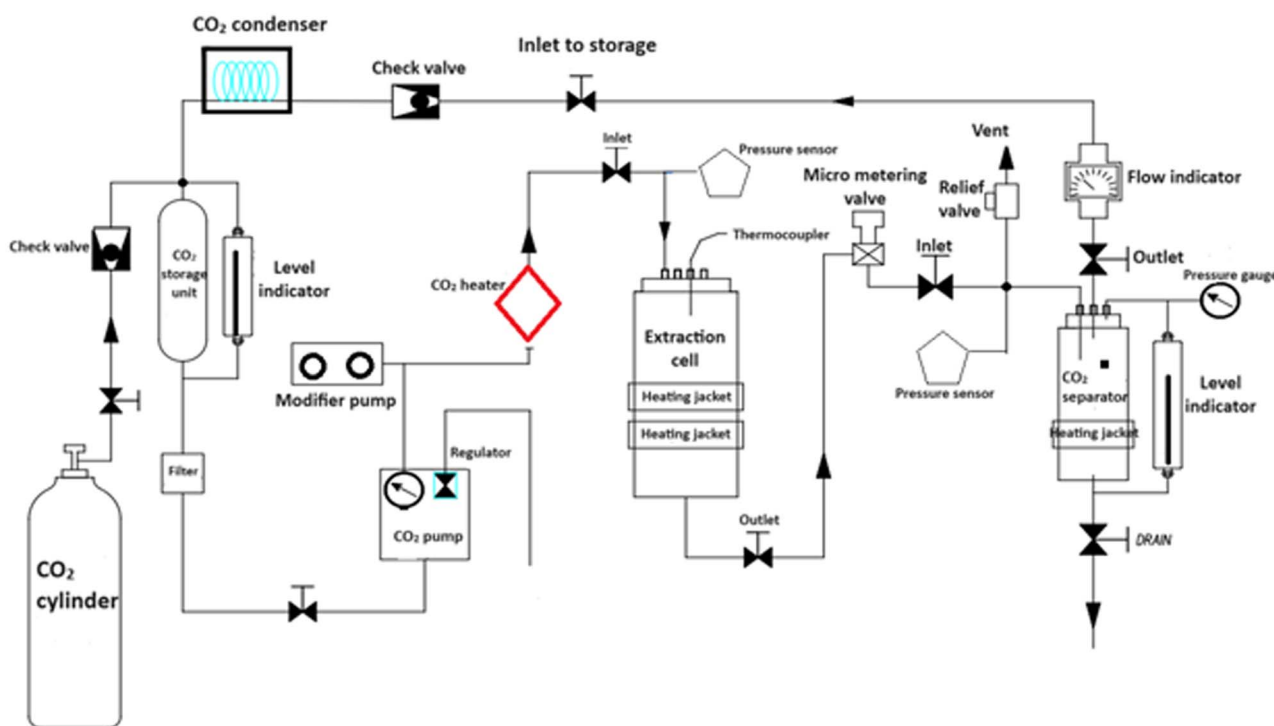 CO₂ condenser
Inlet to storage
Check valve
Inlet
Pressure sensor
Vent
Micro metering
valve
Relief
valve
Flow indicator
Check valve
CO₂
storage
unit
Level
indicator
CO₂ heater
Thermocoupler
Inlet
Outlet
Pressure gauge
Extraction
cell
Modifier pump
Heating jacket
Heating jacket
Pressure sensor
CO₂
separator
Heating jacket
Level
indicator
Regulator
Filter
CO₂ pump
Outlet
DRAIN
CO₂
cylinder